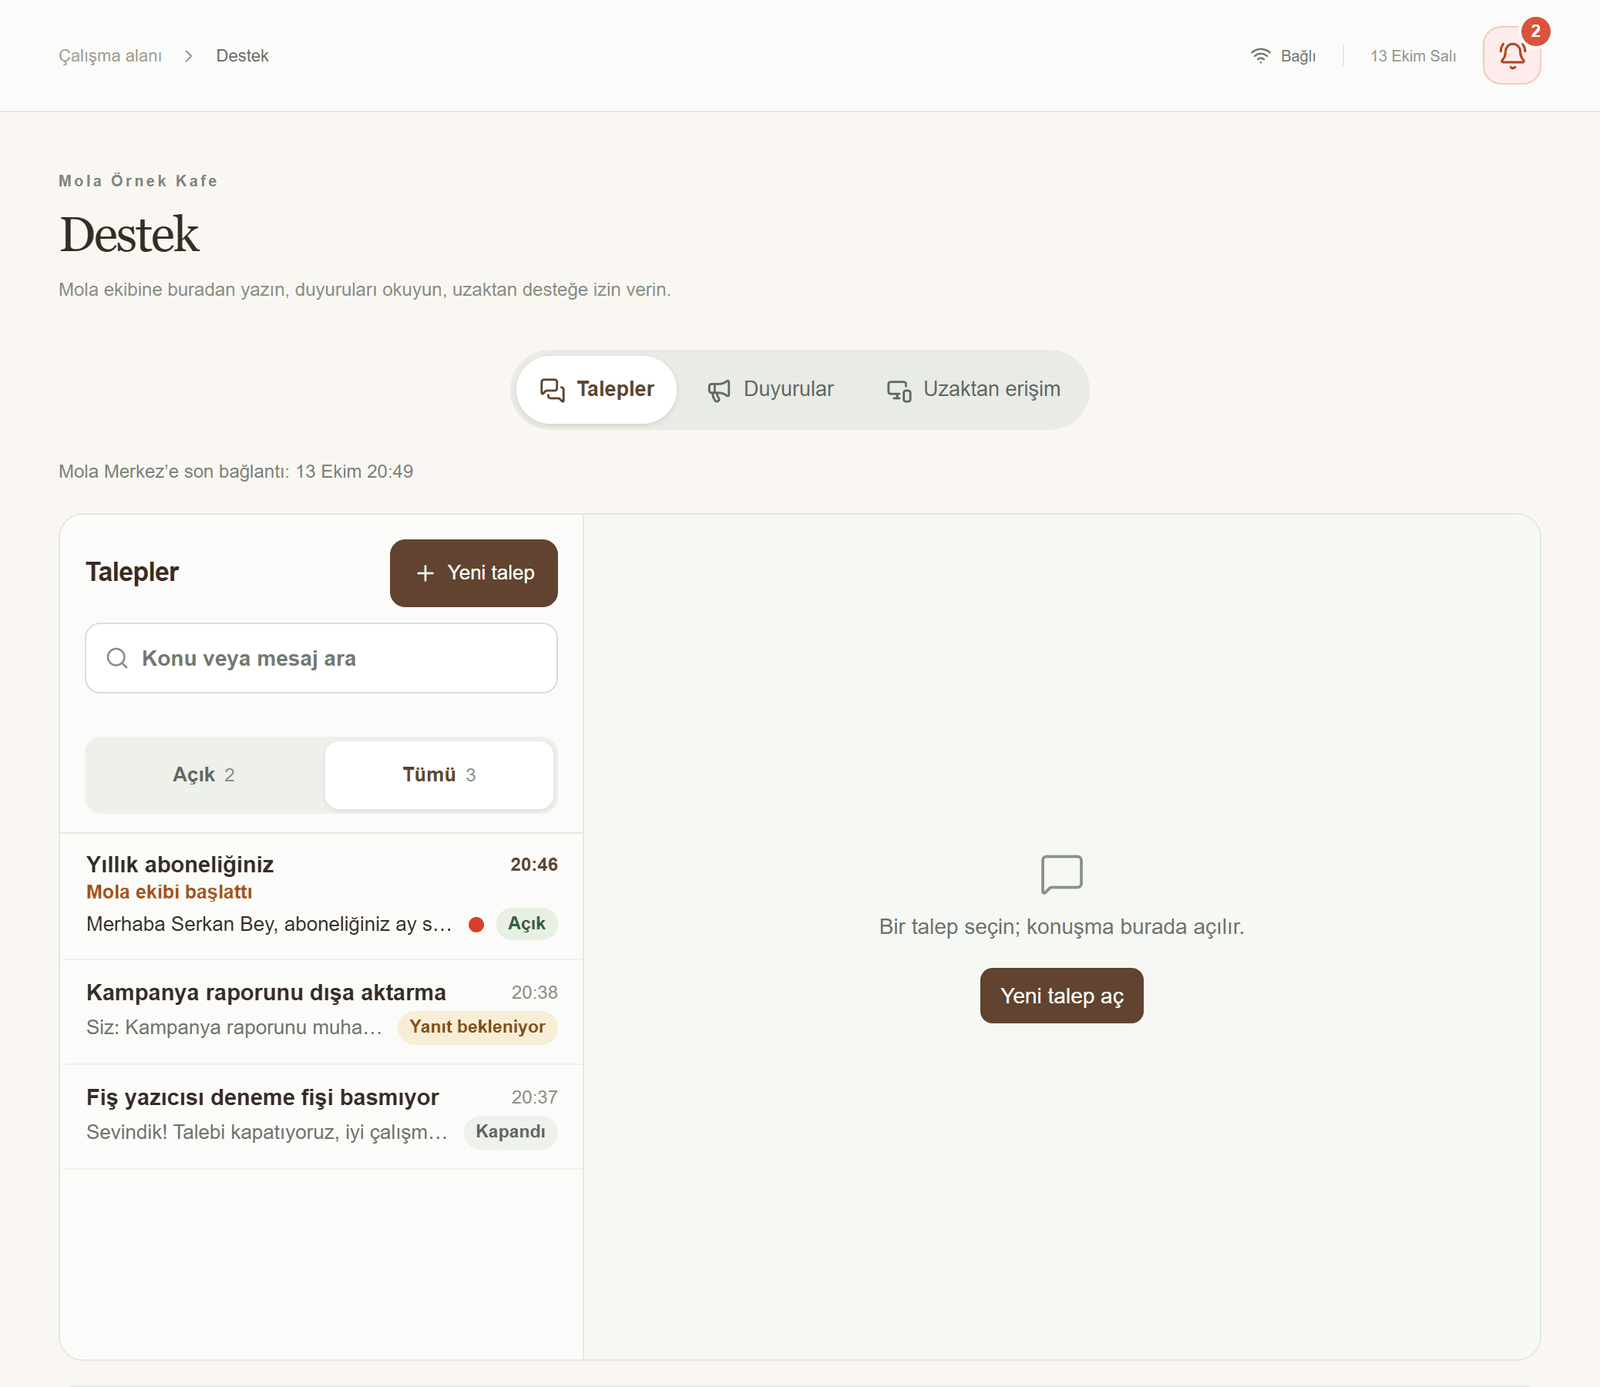 Çalışma alanı > Destek
Bağlı
13 Ekim Salı
2
Mola Örnek Kafe
Destek
Mola ekibine buradan yazın, duyuruları okuyun, uzaktan desteğe izin verin.
Talepler
Duyurular
Uzaktan erişim
Mola Merkez’e son bağlantı: 13 Ekim 20:49
Talepler
+ Yeni talep
Konu veya mesaj ara
Açık 2
Tümü 3
Yıllık aboneliğiniz 20:46
Mola ekibi başlattı
Merhaba Serkan Bey, aboneliğiniz ay s… Açık
Kampanya raporunu dışa aktarma 20:38
Siz: Kampanya raporunu muha… Yanıt bekleniyor
Fiş yazıcısı deneme fişi basmıyor 20:37
Sevindik! Talebi kapatıyoruz, iyi çalışm… Kapandı
Bir talep seçin; konuşma burada açılır.
Yeni talep aç